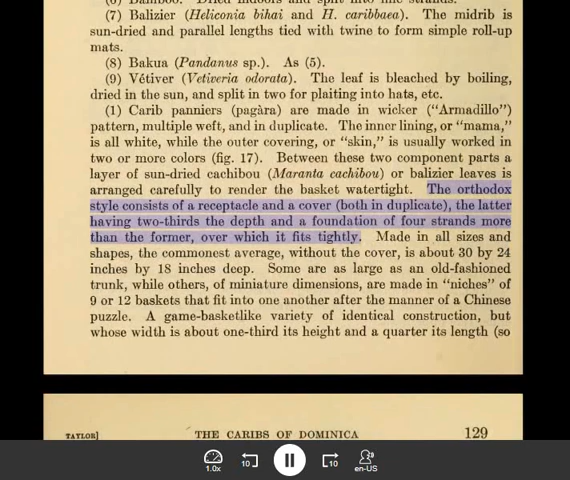 (6) Bamboo. Dried indoors and split into fine strands.
(7) Balizier (Heliconia bihai and H. caribbaea). The midrib is
sun-dried and parallel lengths tied with twine to form simple roll-up
mats.
(8) Bakua (Pandanus sp.). As (5).
(9) Vétiver (Vetiveria odorata). The leaf is bleached by boiling,
dried in the sun, and split in two for plaiting into hats, etc.
(1) Carib panniers (pagàra) are made in wicker (“Armadillo”)
pattern, multiple weft, and in duplicate. The inner lining, or “mama,”
is all white, while the outer covering, or “skin,” is usually worked in
two or more colors (fig. 17). Between these two component parts a
layer of sun-dried cachibou (Maranta cachibou) or balizier leaves is
arranged carefully to render the basket watertight. The orthodox
style consists of a receptacle and a cover (both in duplicate), the latter
having two-thirds the depth and a foundation of four strands more
than the former, over which it fits tightly. Made in all sizes and
shapes, the commonest average, without the cover, is about 30 by 24
inches by 18 inches deep. Some are as large as an old-fashioned
trunk, while others, of miniature dimensions, are made in “niches” of
9 or 12 baskets that fit into one another after the manner of a Chinese
puzzle. A game-basketlike variety of identical construction, but
whose width is about one-third its height and a quarter its length (so
TAYLOR] THE CARIBS OF DOMINICA 129
1.0x 10 10 en-US